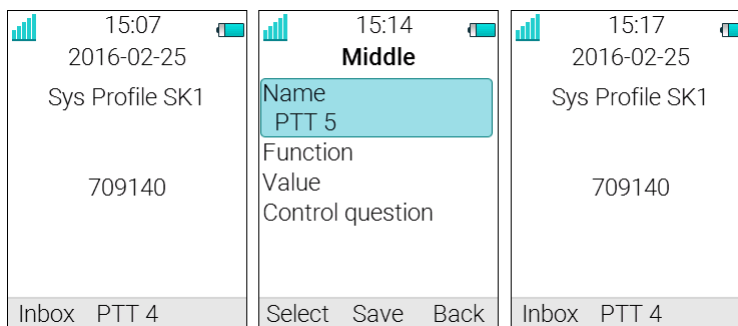 15:07
2016-02-25
Sys Profile SK1
709140
Inbox PTT 4
15:14
Middle
Name
PTT 5
Function
Value
Control question
Select Save Back
15:17
2016-02-25
Sys Profile SK1
709140
Inbox PTT 4